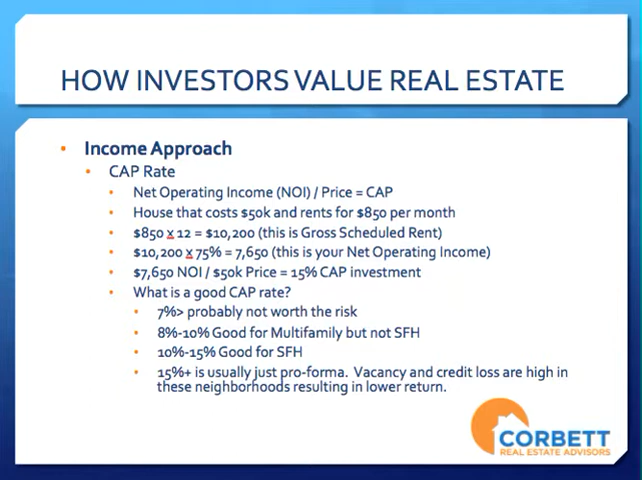 HOW INVESTORS VALUE REAL ESTATE
Income Approach
CAP Rate
Net Operating Income (NOI) / Price = CAP
House that costs $50k and rents for $850 per month
$850 x 12 = $10,200 (this is Gross Scheduled Rent)
$10,200 x 75% = 7,650 (this is your Net Operating Income)
$7,650 NOI / $50k Price = 15% CAP investment
What is a good CAP rate?
7%> probably not worth the risk
8%-10% Good for Multifamily but not SFH
10%-15% Good for SFH
15%+ is usually just pro-forma. Vacancy and credit loss are high in
these neighborhoods resulting in lower return.
CORBETT
REAL ESTATE ADVISORS